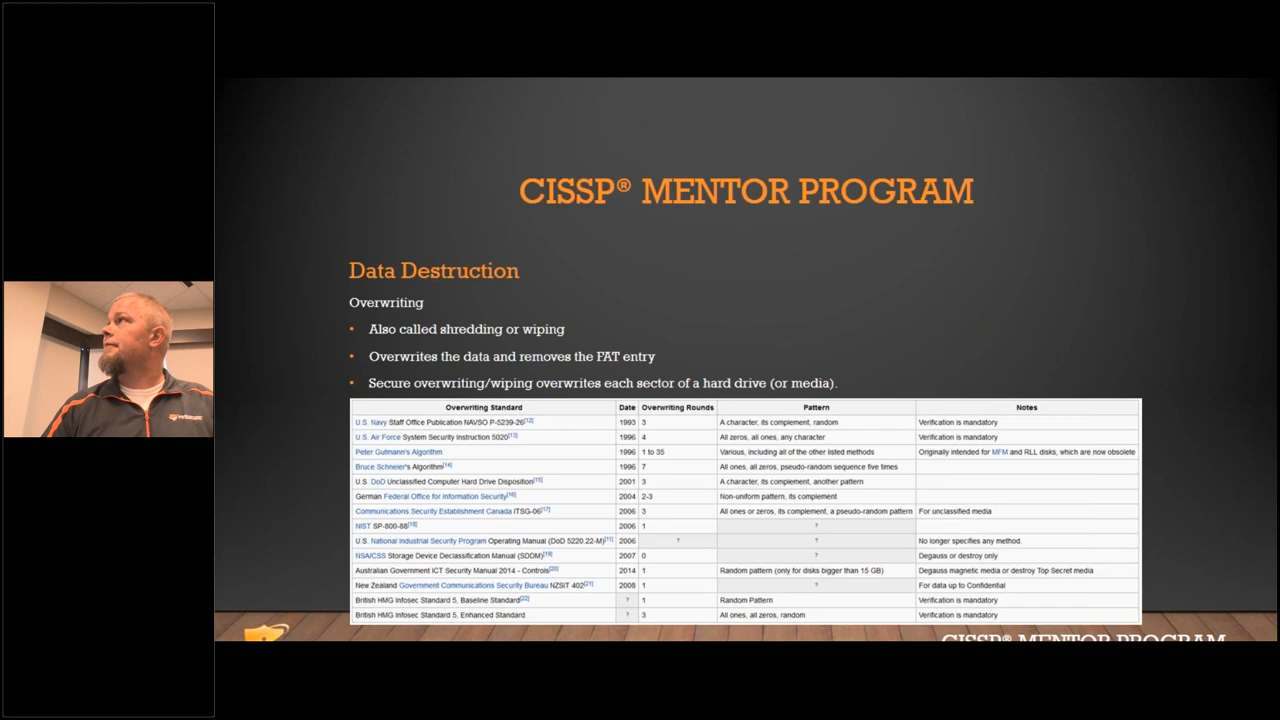 CISSP® MENTOR PROGRAM
Data Destruction
Overwriting
• Also called shredding or wiping
• Overwrites the data and removes the FAT entry
• Secure overwriting/wiping overwrites each sector of a hard drive (or media).
Overwriting Standard Date Overwriting Rounds Pattern Notes
U.S. Navy Staff Office Publication NAVSO P-5239-26[12] 1993 3 A character, its complement, random Verification is mandatory
U.S. Air Force System Security Instruction 5020[13] 1996 4 All zeros, all ones, any character Verification is mandatory
Peter Gutmann's Algorithm 1996 1 to 35 Various, including all of the other listed methods Originally intended for MFM and RLL disks, which are now obsolete
Bruce Schneier's Algorithm[14] 1996 7 All ones, all zeros, pseudo-random sequence five times
U.S. DoD Unclassified Computer Hard Drive Disposition[15] 2001 3 A character, its complement, another pattern
German Federal Office for Information Security[16] 2004 2-3 Non-uniform pattern, its complement
Communications Security Establishment Canada ITSG-06[17] 2006 3 All ones or zeros, its complement, a pseudo-random pattern For unclassified media
NIST SP-800-88[18] 2006 1 ?
U.S. National Industrial Security Program Operating Manual (DoD 5220.22-M)[11] 2006 ? ? No longer specifies any method.
NSA/CSS Storage Device Declassification Manual (SDDM)[19] 2007 0 ? Degauss or destroy only
Australian Government ICT Security Manual 2014 - Controls[20] 2014 1 Random pattern (only for disks bigger than 15 GB) Degauss magnetic media or destroy Top Secret media
New Zealand Government Communications Security Bureau NZSIT 402[21] 2008 1 ? For data up to Confidential
British HMG Infosec Standard 5, Baseline Standard[22] ? 1 Random Pattern Verification is mandatory
British HMG Infosec Standard 5, Enhanced Standard ? 3 All ones, all zeros, random Verification is mandatory
CISSP® MENTOR PROGRAM